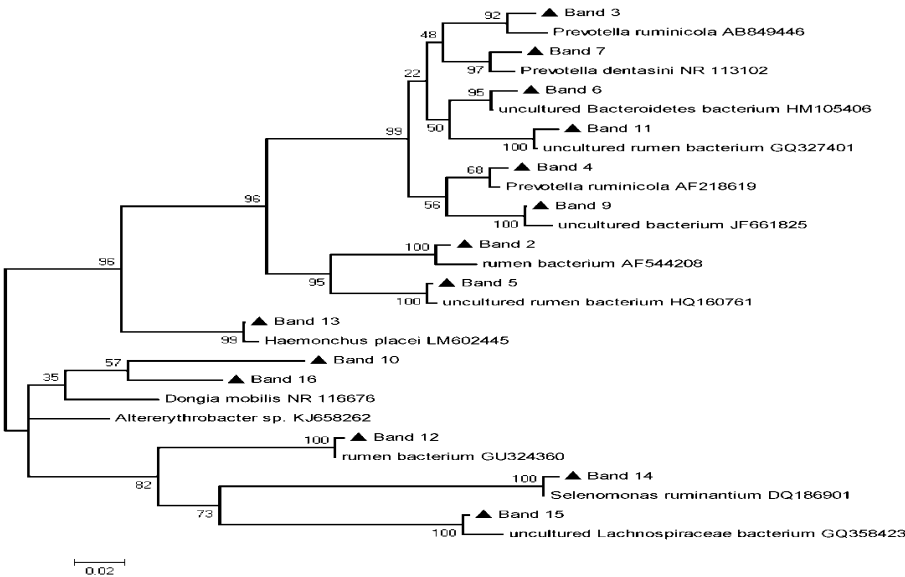 92
Band 3
Prevotella ruminicola AB849446
48
Band 7
97
Prevotella dentasini NR 113102
22
95
Band 6
uncultured Bacteroidetes bacterium HM105406
50
Band 11
100
uncultured rumen bacterium GQ327401
99
68
Band 4
Prevotella ruminicola AF218619
56
Band 9
100
uncultured bacterium JF661825
96
100
Band 2
rumen bacterium AF544208
95
Band 5
100
uncultured rumen bacterium HQ160761
96
Band 13
99
Haemonchus placei LM602445
57
Band 10
35
Band 16
Dongia mobilis NR 116676
Altererythrobacter sp. KJ658262
100
Band 12
rumen bacterium GU324360
82
100
Band 14
Selenomonas ruminantium DQ186901
73
Band 15
100
uncultured Lachnospiraceae bacterium GQ358423
0.02